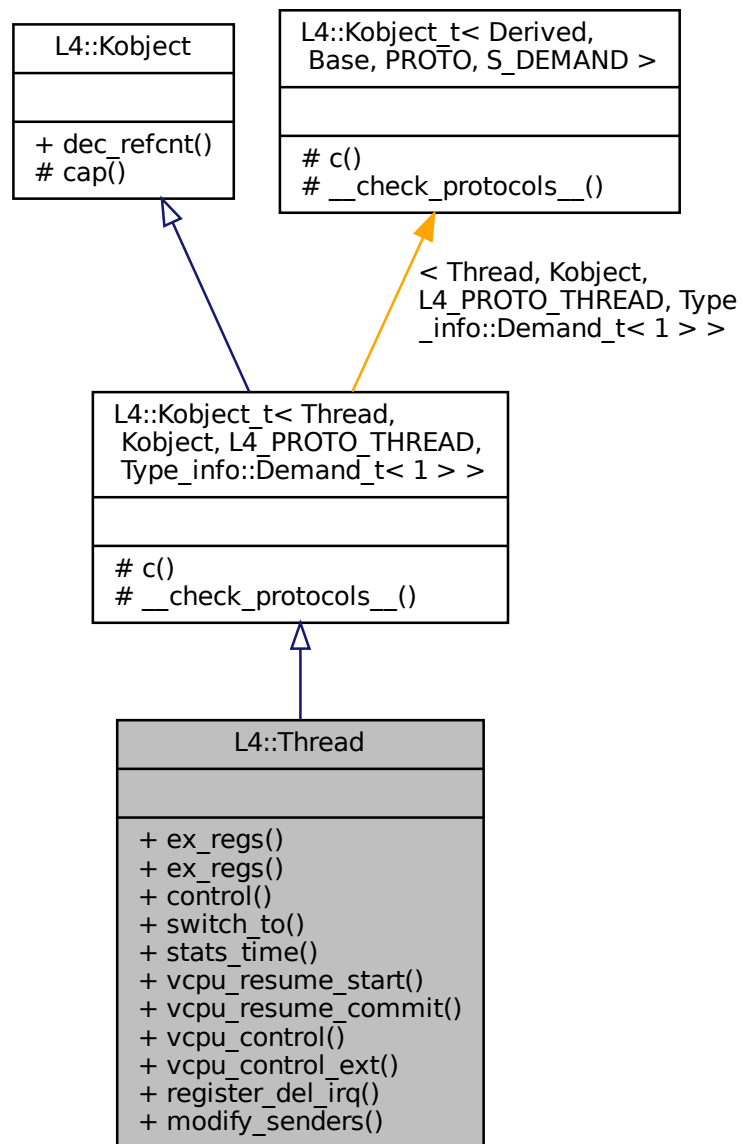 L4::Kobject
+ dec_refcnt()
# cap()
L4::Kobject_t< Derived,
Base, PROTO, S_DEMAND >
# c()
# __check_protocols__()
< Thread, Kobject,
L4_PROTO_THREAD, Type
_info::Demand_t< 1 > >
L4::Kobject_t< Thread,
Kobject, L4_PROTO_THREAD,
Type_info::Demand_t< 1 > >
# c()
# __check_protocols__()
L4::Thread
+ ex_regs()
+ ex_regs()
+ control()
+ switch_to()
+ stats_time()
+ vcpu_resume_start()
+ vcpu_resume_commit()
+ vcpu_control()
+ vcpu_control_ext()
+ register_del_irq()
+ modify_senders()